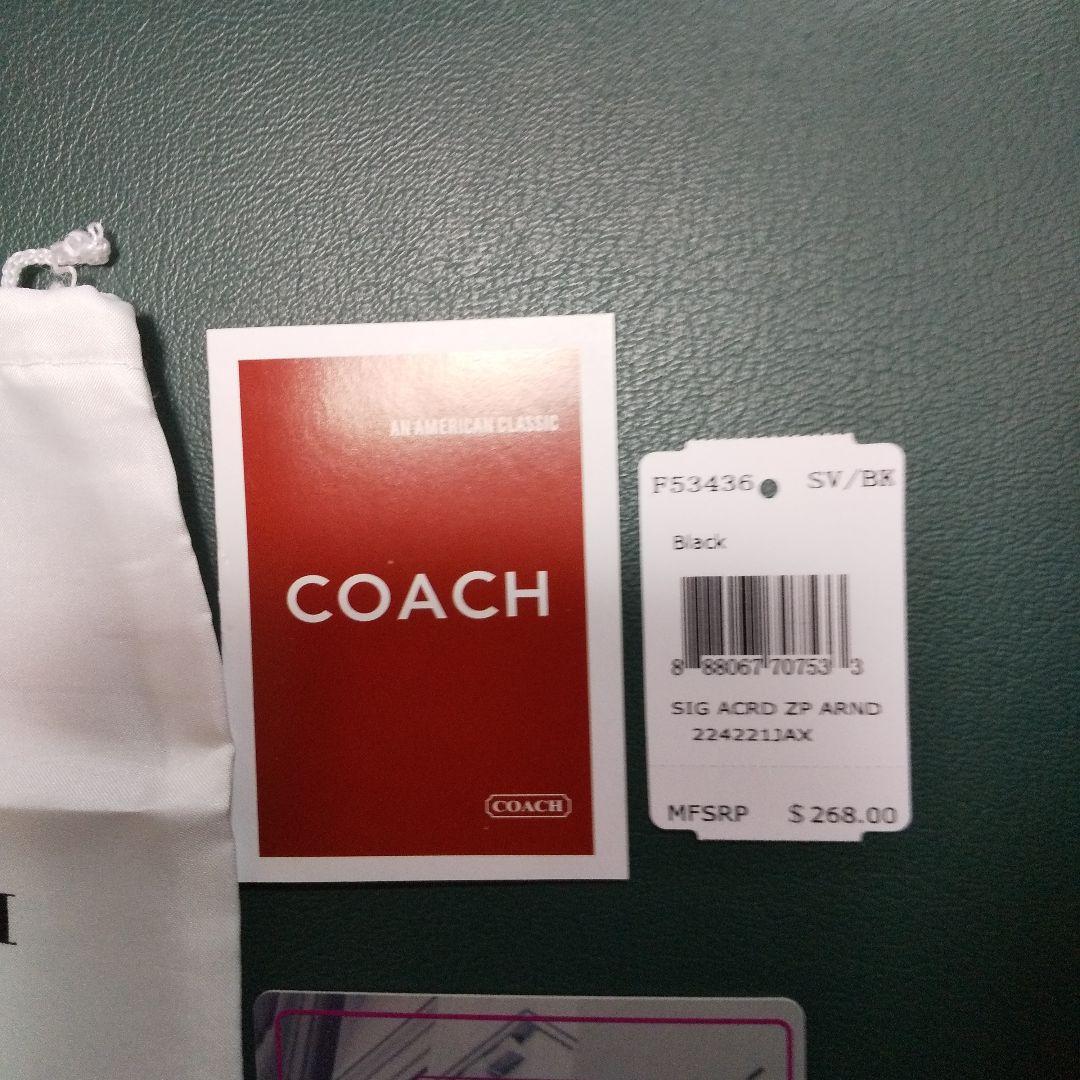 AN AMERICAN CLASSIC
COACH
COACH
F53436 SV/BK
Black
8 88067 70753 3
SIG ACRD ZP ARND
224221JAX
MFSRP $268.00